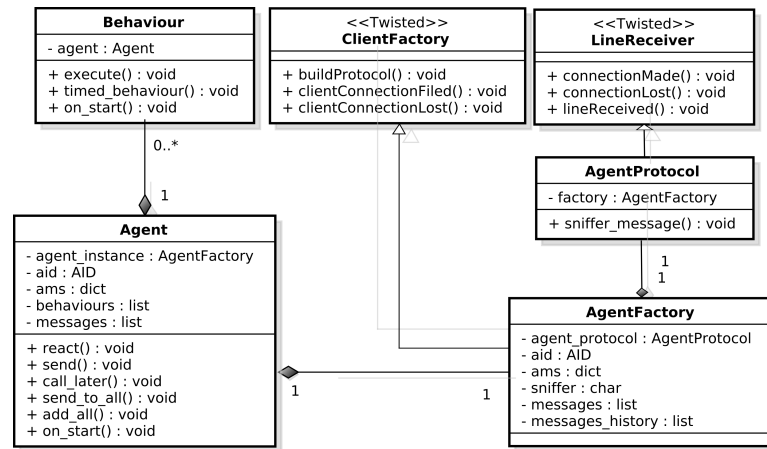 Behaviour
- agent : Agent
+ execute() : void
+ timed_behaviour() : void
+ on_start() : void
<<Twisted>>
ClientFactory
+ buildProtocol() : void
+ clientConnectionFiled() : void
+ clientConnectionLost() : void
<<Twisted>>
LineReceiver
+ connectionMade() : void
+ connectionLost() : void
+ lineReceived() : void
0..*
1
AgentProtocol
- factory : AgentFactory
+ sniffer_message() : void
1
1
Agent
- agent_instance : AgentFactory
- aid : AID
- ams : dict
- behaviours : list
- messages : list
+ react() : void
+ send() : void
+ call_later() : void
+ send_to_all() : void
+ add_all() : void
+ on_start() : void
1
1
AgentFactory
- agent_protocol : AgentProtocol
- aid : AID
- ams : dict
- sniffer : char
- messages : list
- messages_history : list